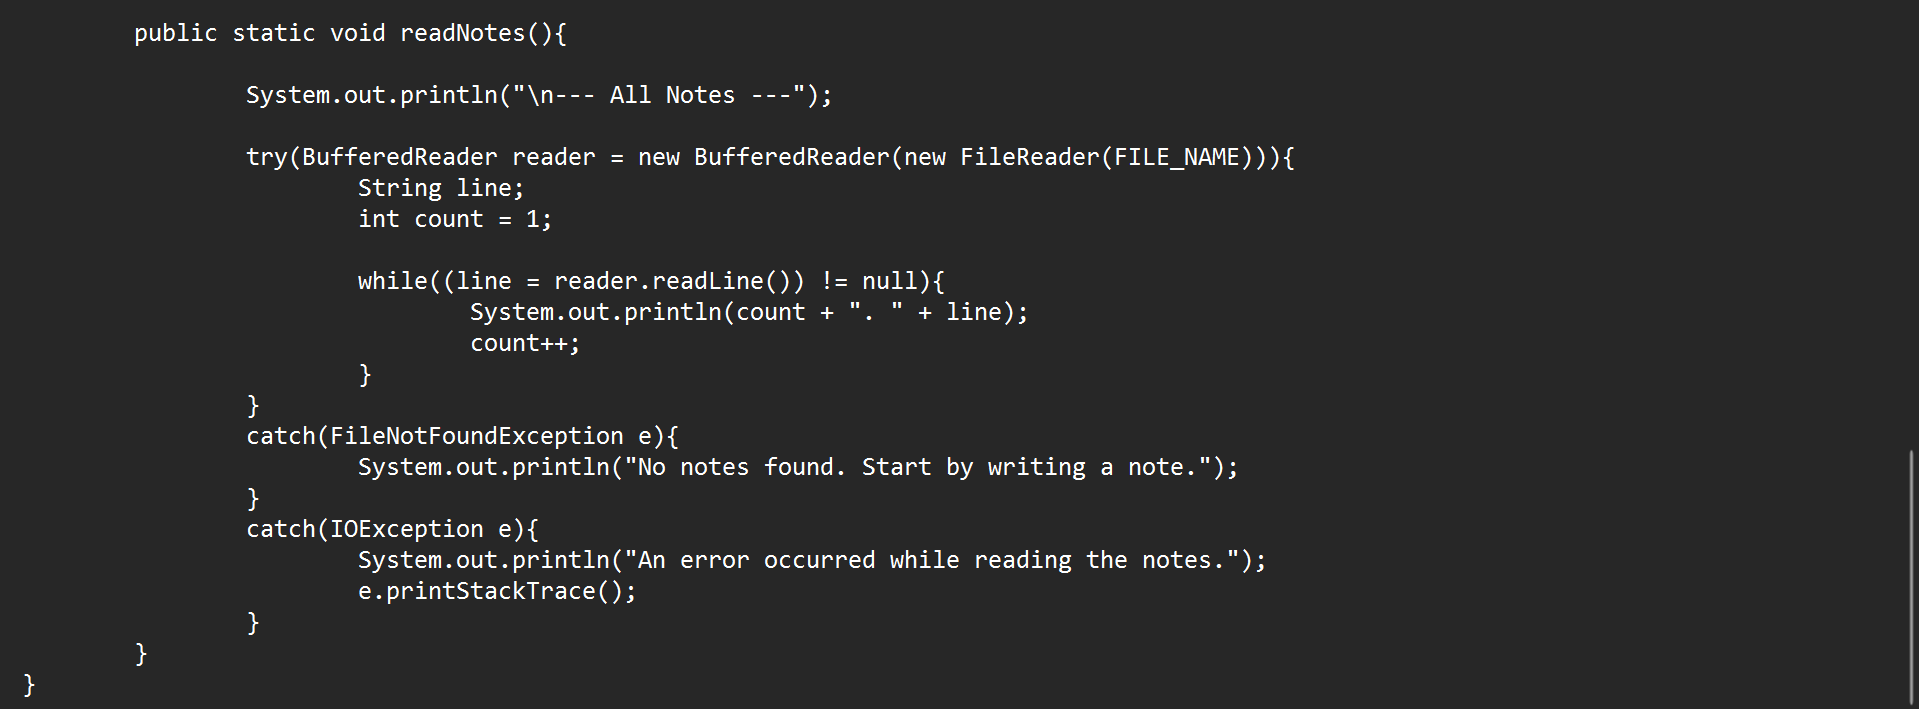 public static void readNotes(){
System.out.println("\n--- All Notes ---");
try(BufferedReader reader = new BufferedReader(new FileReader(FILE_NAME))){
String line;
int count = 1;
while((line = reader.readLine()) != null){
System.out.println(count + ". " + line);
count++;
}
}
catch(FileNotFoundException e){
System.out.println("No notes found. Start by writing a note.");
}
catch(IOException e){
System.out.println("An error occurred while reading the notes.");
e.printStackTrace();
}
}
}